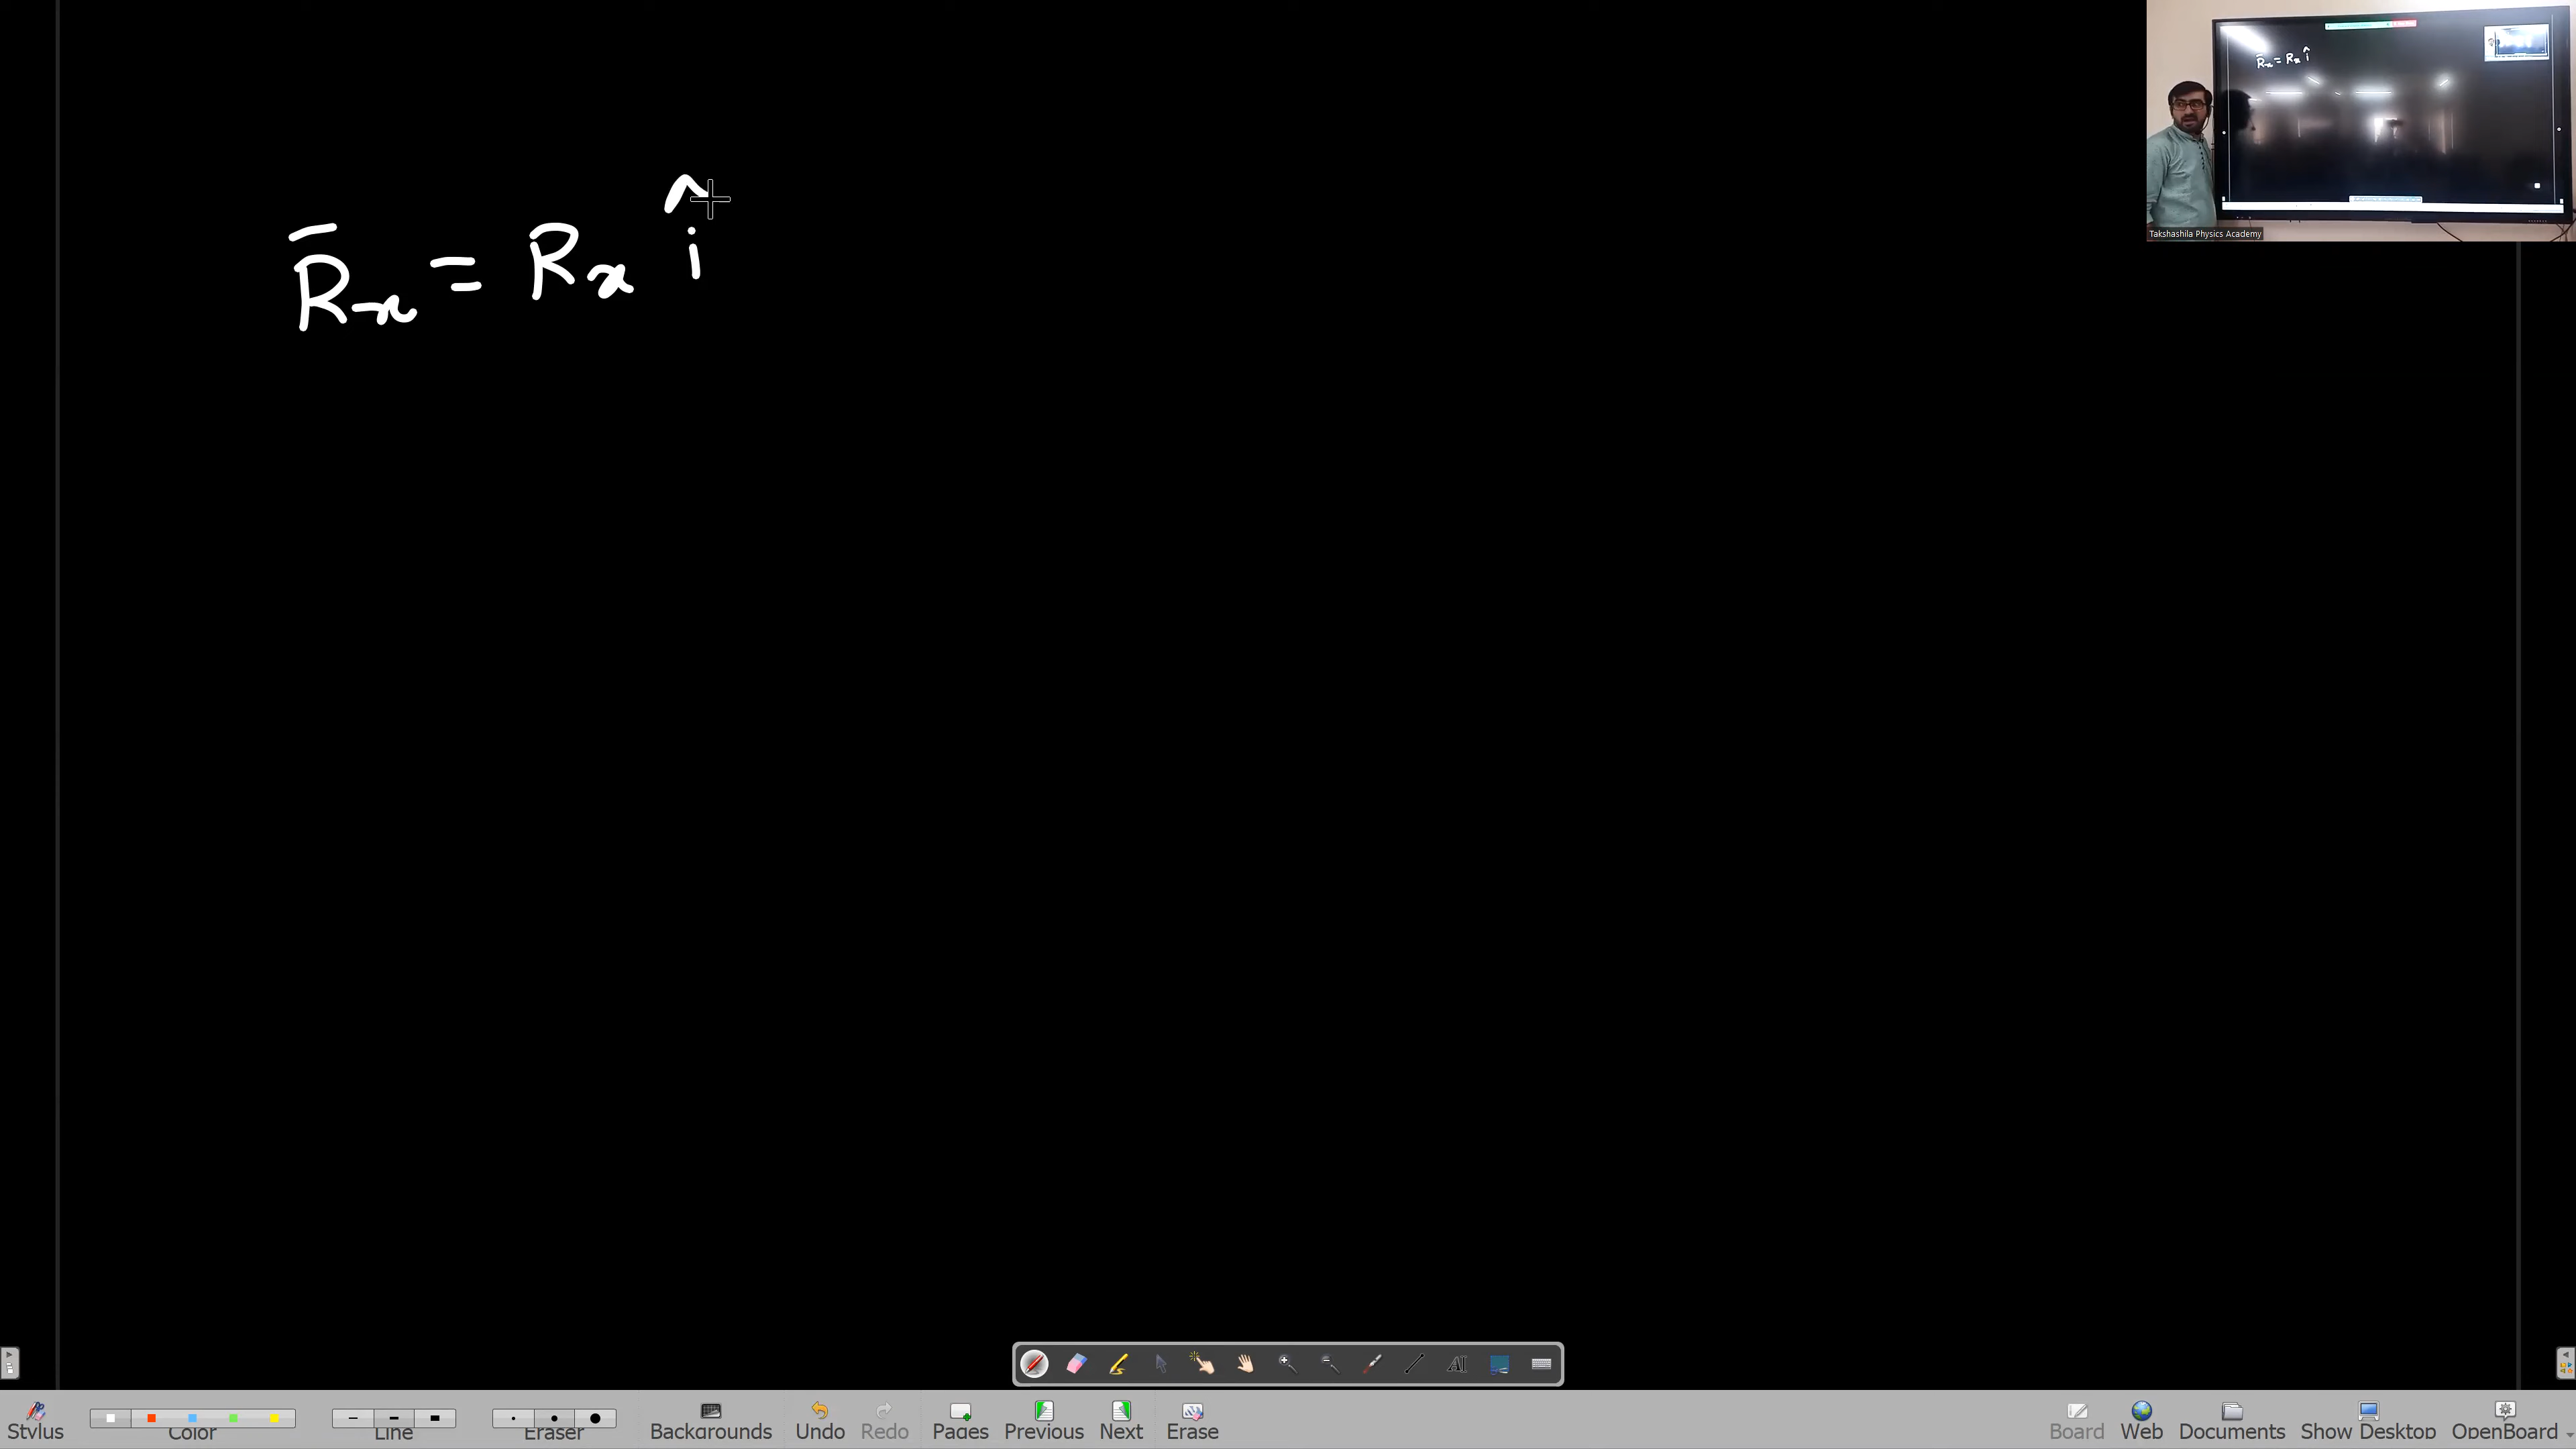 R̄ₓ = Rₓ î
Takshashila Physics Academy
R̄ₓ = Rₓ î
Stylus Color Line Eraser Backgrounds Undo Redo Pages Previous Next Erase Board Web Documents Show Desktop OpenBoard